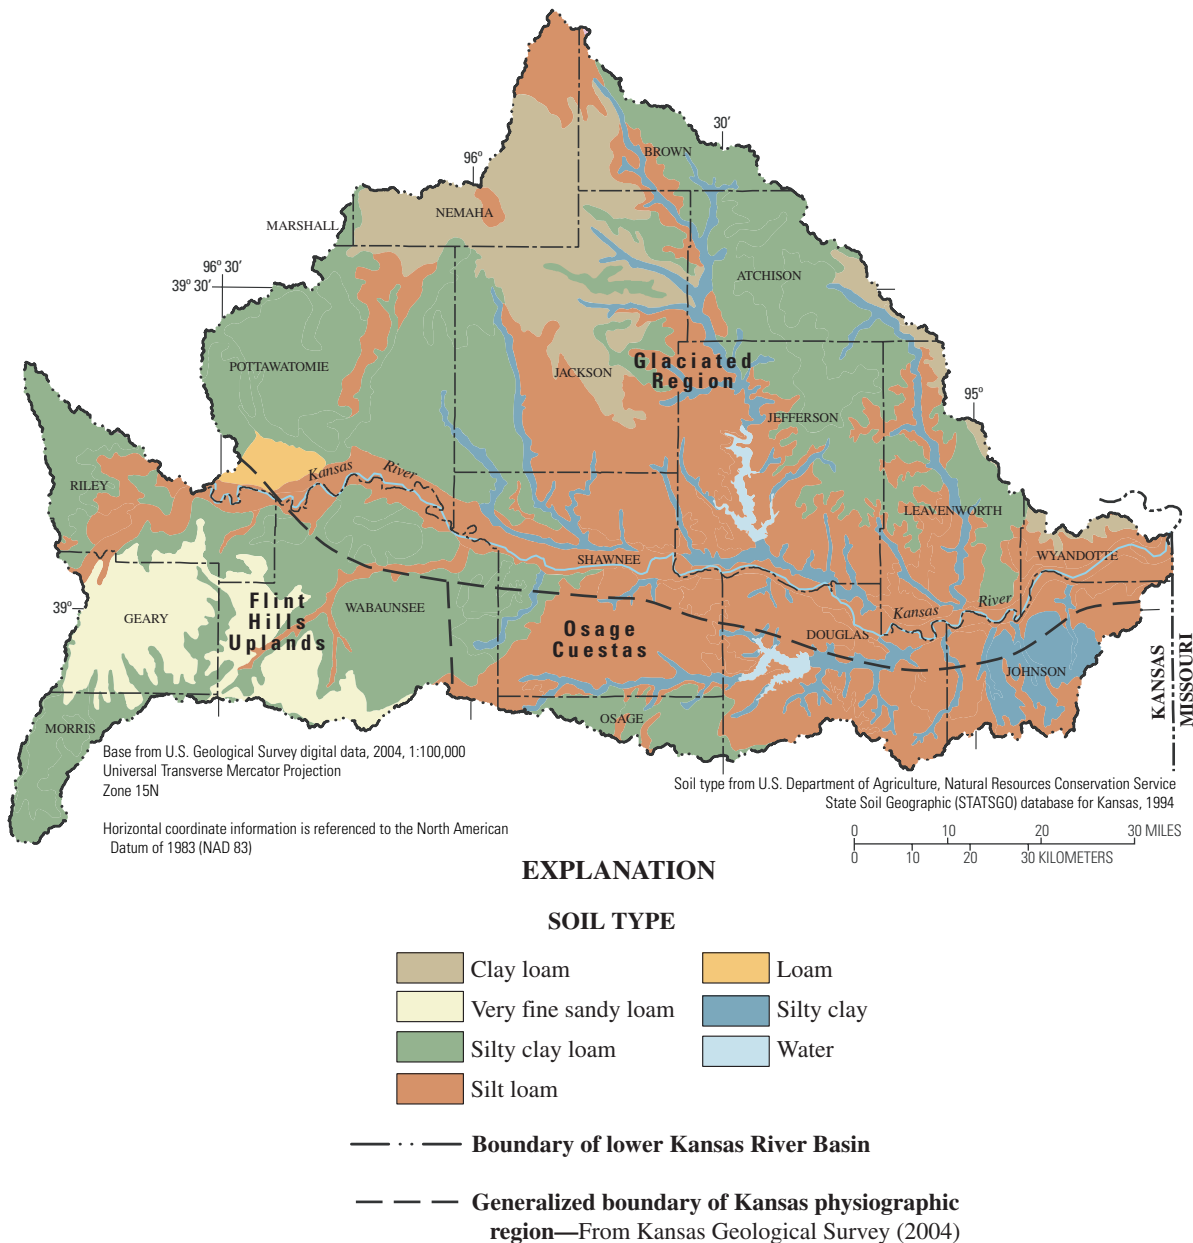 30′
BROWN
96º
NEMAHA
MARSHALL
96º 30′
39º 30′
ATCHISON
POTTAWATOMIE
Glaciated
Region
JACKSON
95º
JEFFERSON
Kansas River
RILEY
LEAVENWORTH
SHAWNEE
WYANDOTTE
39º
GEARY
Flint
Hills
Uplands
WABAUNSEE
Kansas River
Osage
Cuestas
DOUGLAS
JOHNSON
KANSAS
MISSOURI
MORRIS
OSAGE
Base from U.S. Geological Survey digital data, 2004, 1:100,000
Universal Transverse Mercator Projection
Zone 15N
Horizontal coordinate information is referenced to the North American
Datum of 1983 (NAD 83)
Soil type from U.S. Department of Agriculture, Natural Resources Conservation Service
State Soil Geographic (STATSGO) database for Kansas, 1994
0 10 20 30 MILES
0 10 20 30 KILOMETERS
EXPLANATION
SOIL TYPE
Clay loam
Very fine sandy loam
Silty clay loam
Silt loam
Loam
Silty clay
Water
Boundary of lower Kansas River Basin
Generalized boundary of Kansas physiographic
region—From Kansas Geological Survey (2004)